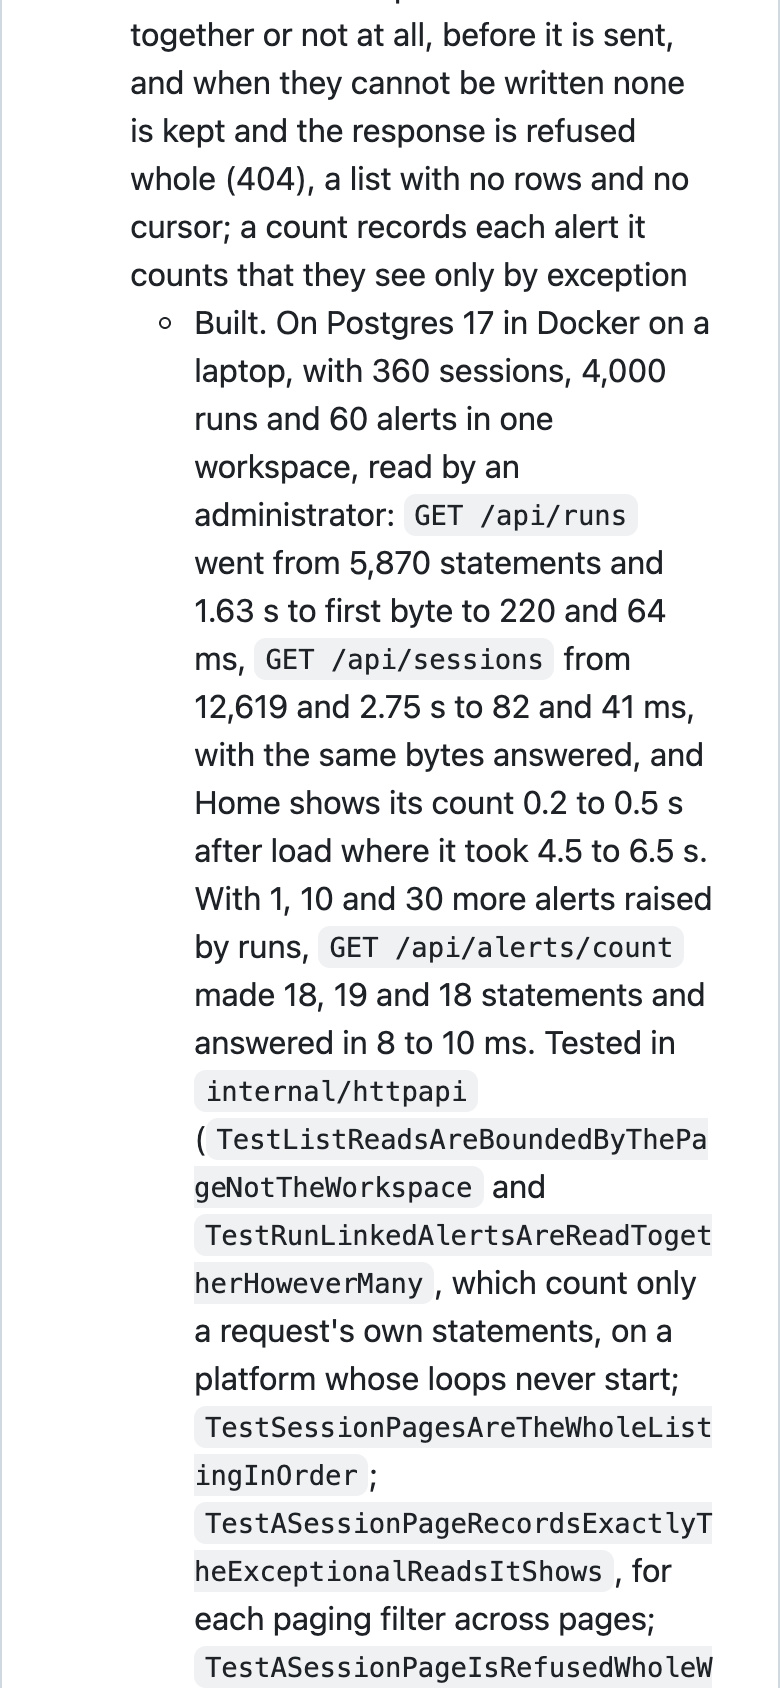 together or not at all, before it is sent,
and when they cannot be written none
is kept and the response is refused
whole (404), a list with no rows and no
cursor; a count records each alert it
counts that they see only by exception
Built. On Postgres 17 in Docker on a
laptop, with 360 sessions, 4,000
runs and 60 alerts in one
workspace, read by an
administrator: GET /api/runs
went from 5,870 statements and
1.63 s to first byte to 220 and 64
ms, GET /api/sessions from
12,619 and 2.75 s to 82 and 41 ms,
with the same bytes answered, and
Home shows its count 0.2 to 0.5 s
after load where it took 4.5 to 6.5 s.
With 1, 10 and 30 more alerts raised
by runs, GET /api/alerts/count
made 18, 19 and 18 statements and
answered in 8 to 10 ms. Tested in
internal/httpapi
(TestListReadsAreBoundedByThePa
geNotTheWorkspace and
TestRunLinkedAlertsAreReadToget
herHoweverMany, which count only
a request's own statements, on a
platform whose loops never start;
TestSessionPagesAreTheWholeList
ingInOrder;
TestASessionPageRecordsExactlyT
heExceptionalReadsItShows, for
each paging filter across pages;
TestASessionPageIsRefusedWholeW